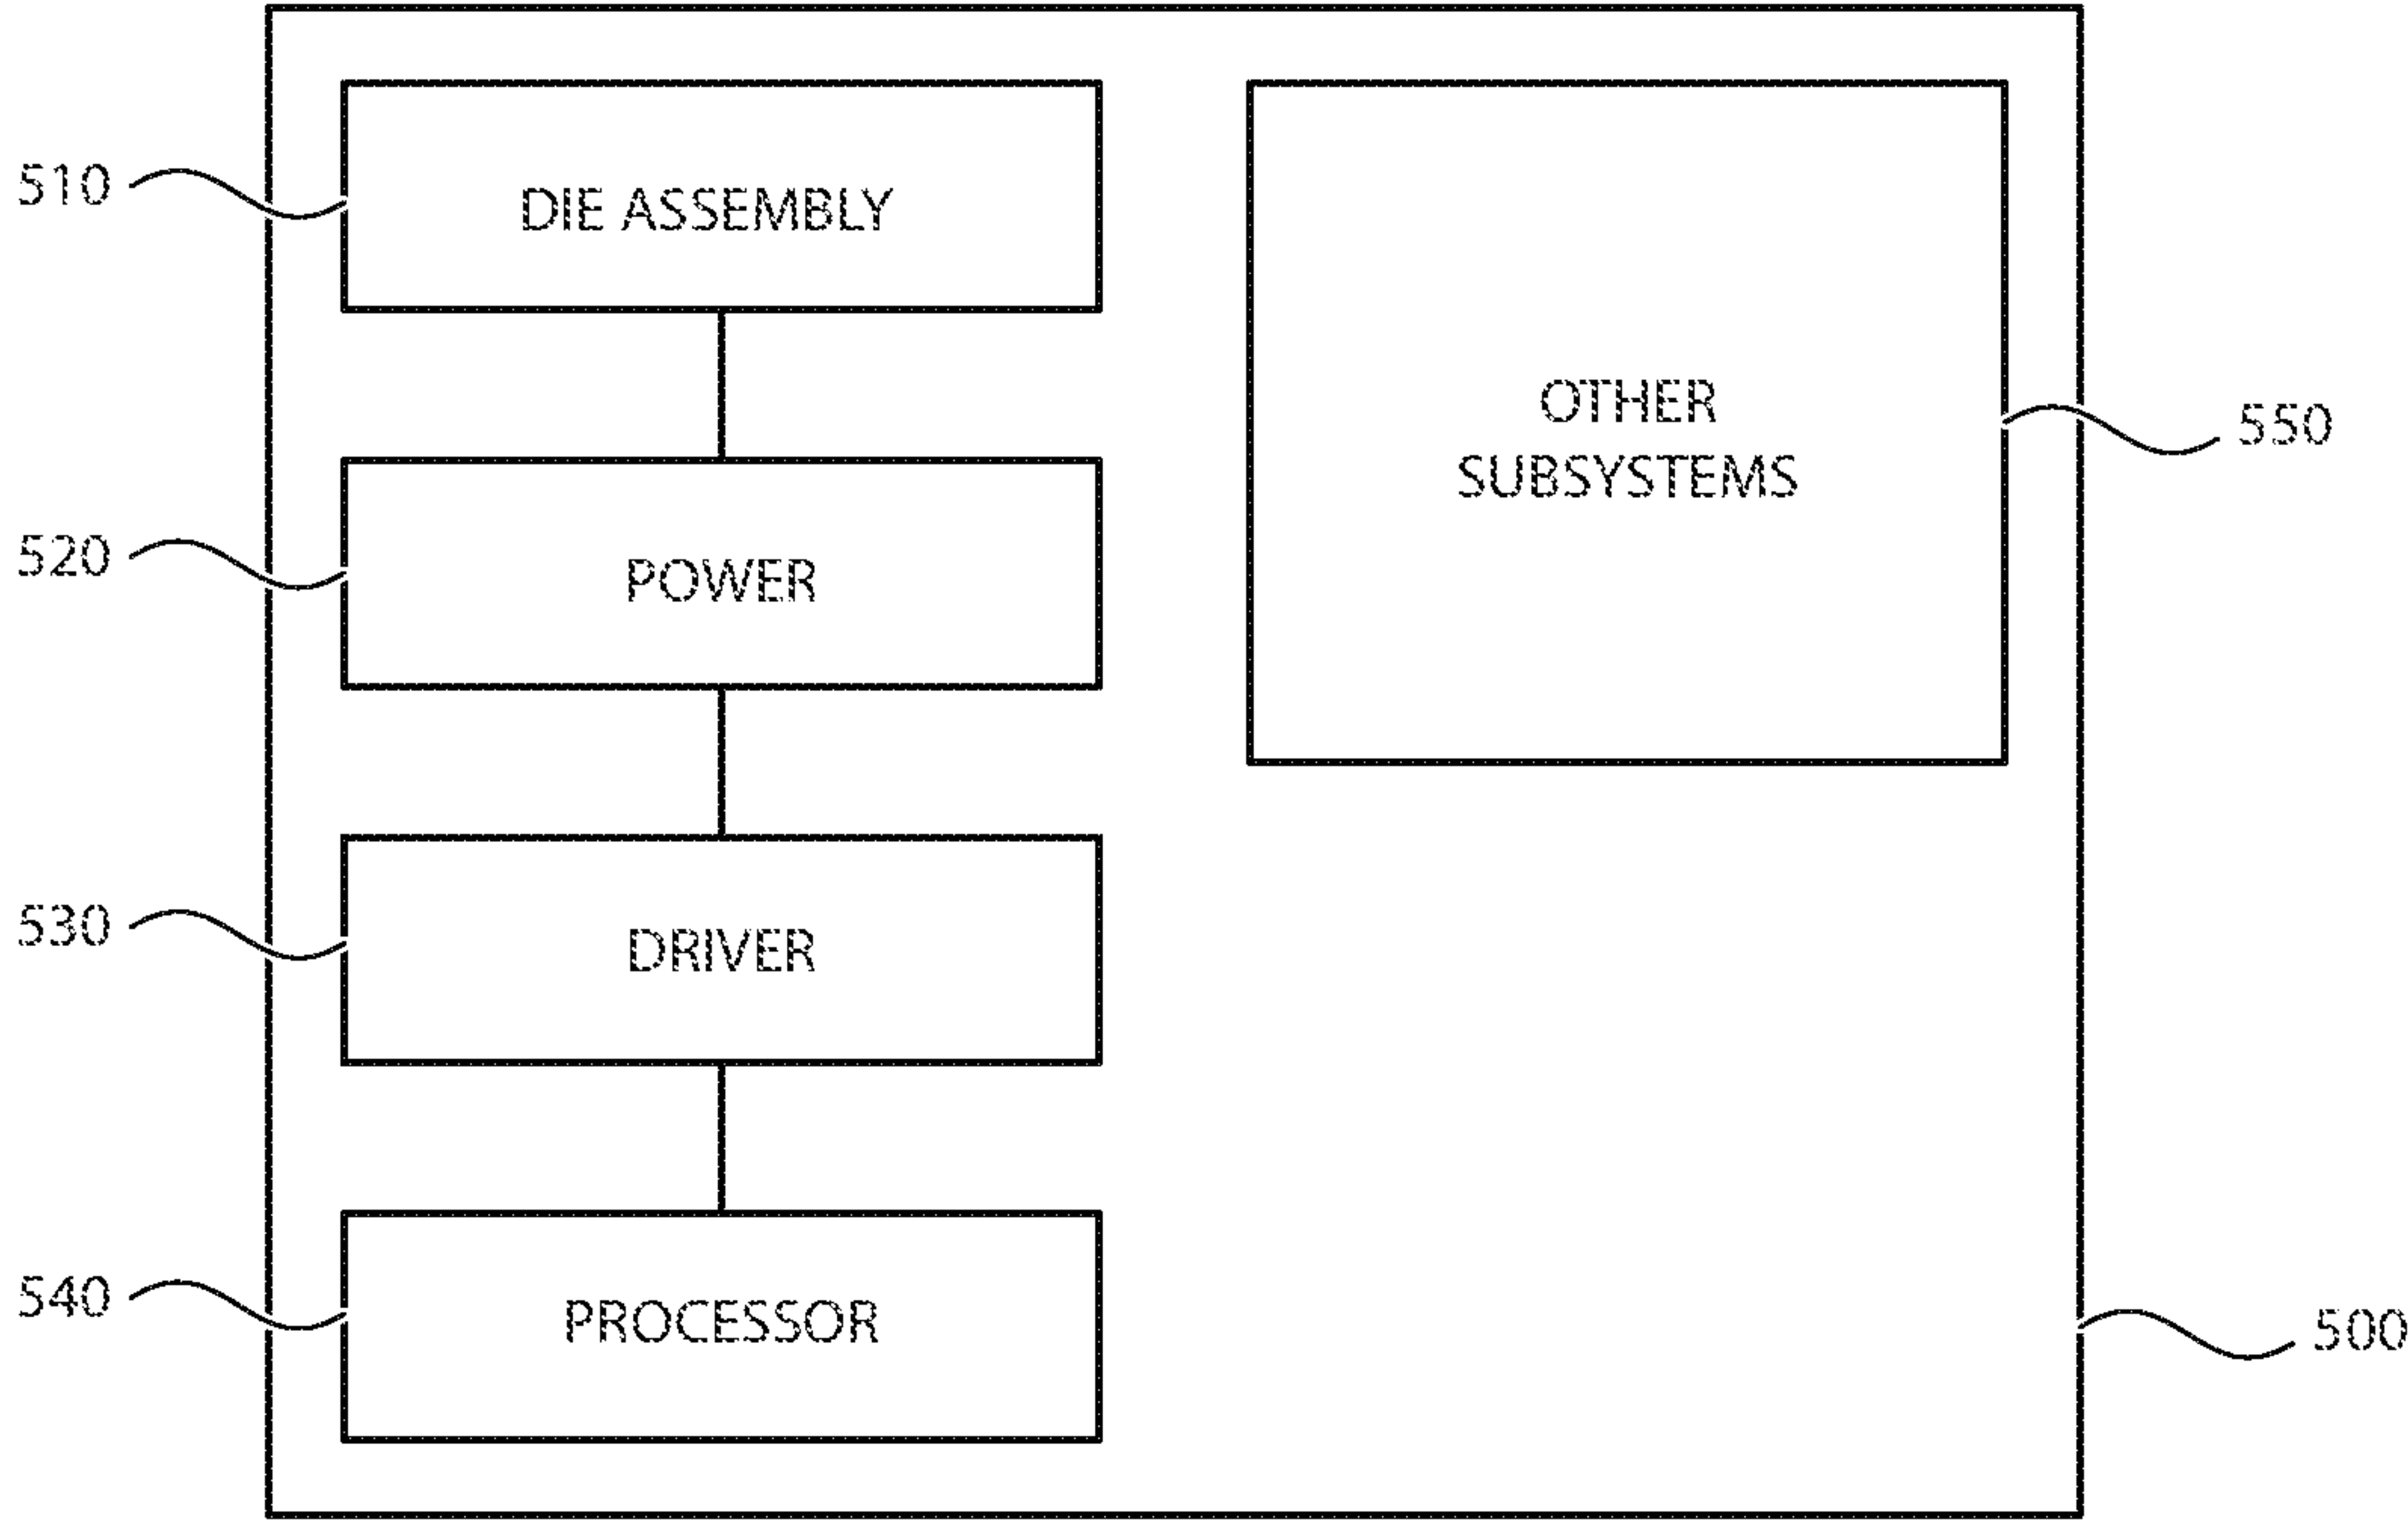 510
DIE ASSEMBLY
OTHER
SUBSYSTEMS
550
520
POWER
530
DRIVER
540
PROCESSOR
500